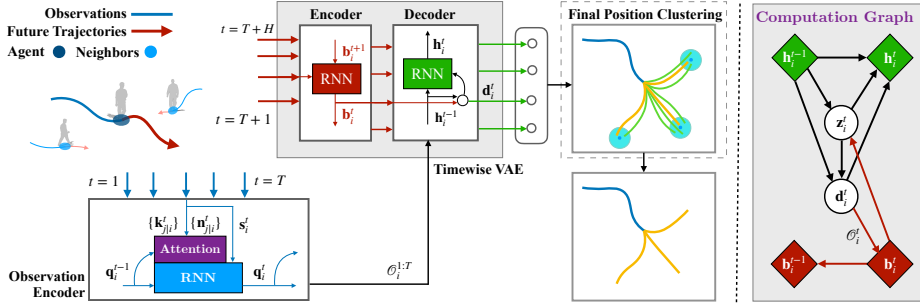 Observations
Future Trajectories
Agent
Neighbors
t = T+H
t = T+1
Encoder
Decoder
b_i^{t+1}
RNN
b_i^t
h_i^t
RNN
h_i^{t-1}
d_i^t
Timewise VAE
Final Position Clustering
t = 1
t = T
{k_{j|i}^t}
{n_{j|i}^t}
s_i^t
Attention
RNN
q_i^{t-1}
q_i^t
Observation
Encoder
𝒪_i^{1:T}
Computation Graph
h_i^{t-1}
h_i^t
z_i^t
d_i^t
𝒪_i^t
b_i^{t-1}
b_i^t